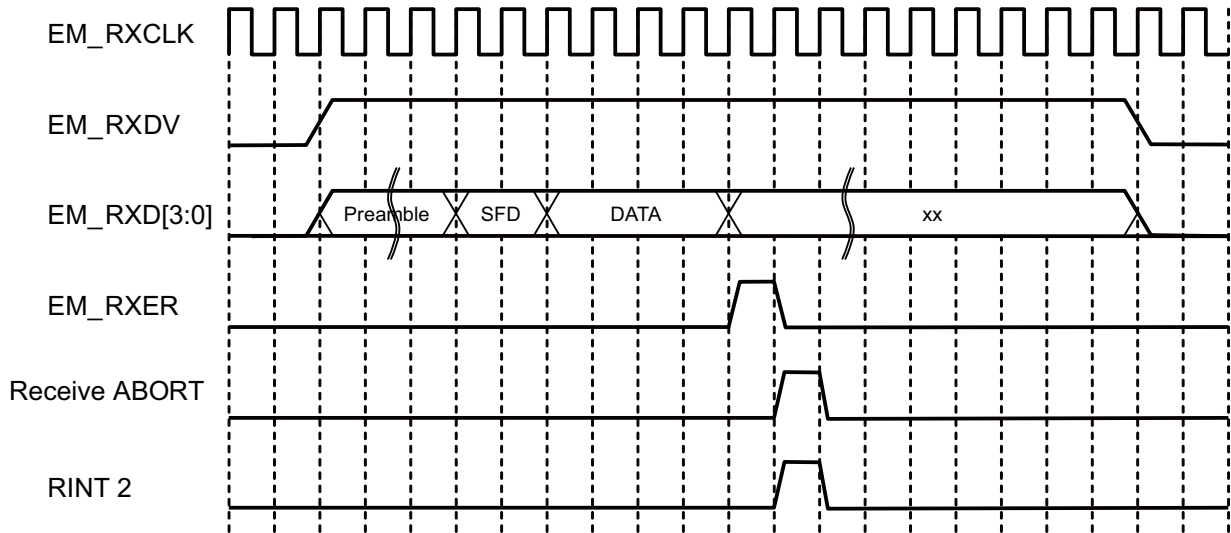 EM_RXCLK
EM_RXDV
EM_RXD[3:0]
Preamble SFD DATA xx
EM_RXER
Receive ABORT
RINT 2